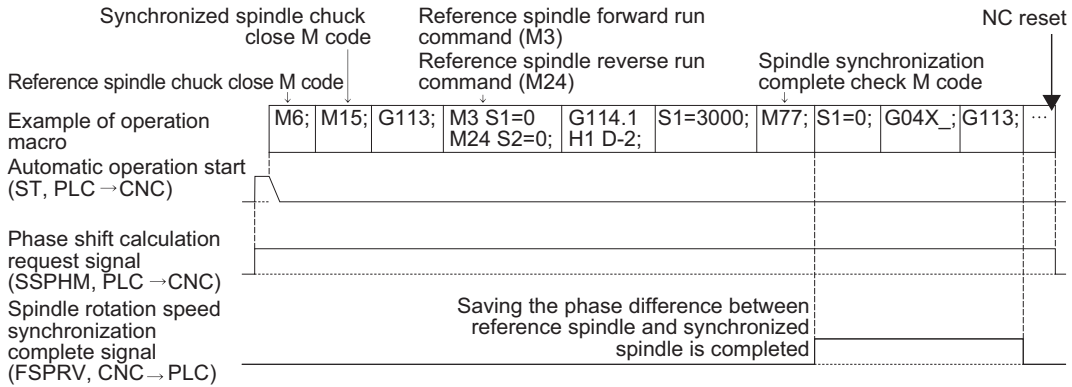 Synchronized spindle chuck
close M code
Reference spindle forward run
command (M3)
NC reset
Reference spindle chuck close M code
Reference spindle reverse run
command (M24)
Spindle synchronization
complete check M code
Example of operation
macro
M6; M15; G113; M3 S1=0 G114.1 S1=3000; M77; S1=0; G04X_; G113; ...
M24 S2=0; H1 D-2;
Automatic operation start
(ST, PLC→CNC)
Phase shift calculation
request signal
(SSPHM, PLC→CNC)
Spindle rotation speed
synchronization
complete signal
(FSPRV, CNC→PLC)
Saving the phase difference between
reference spindle and synchronized
spindle is completed